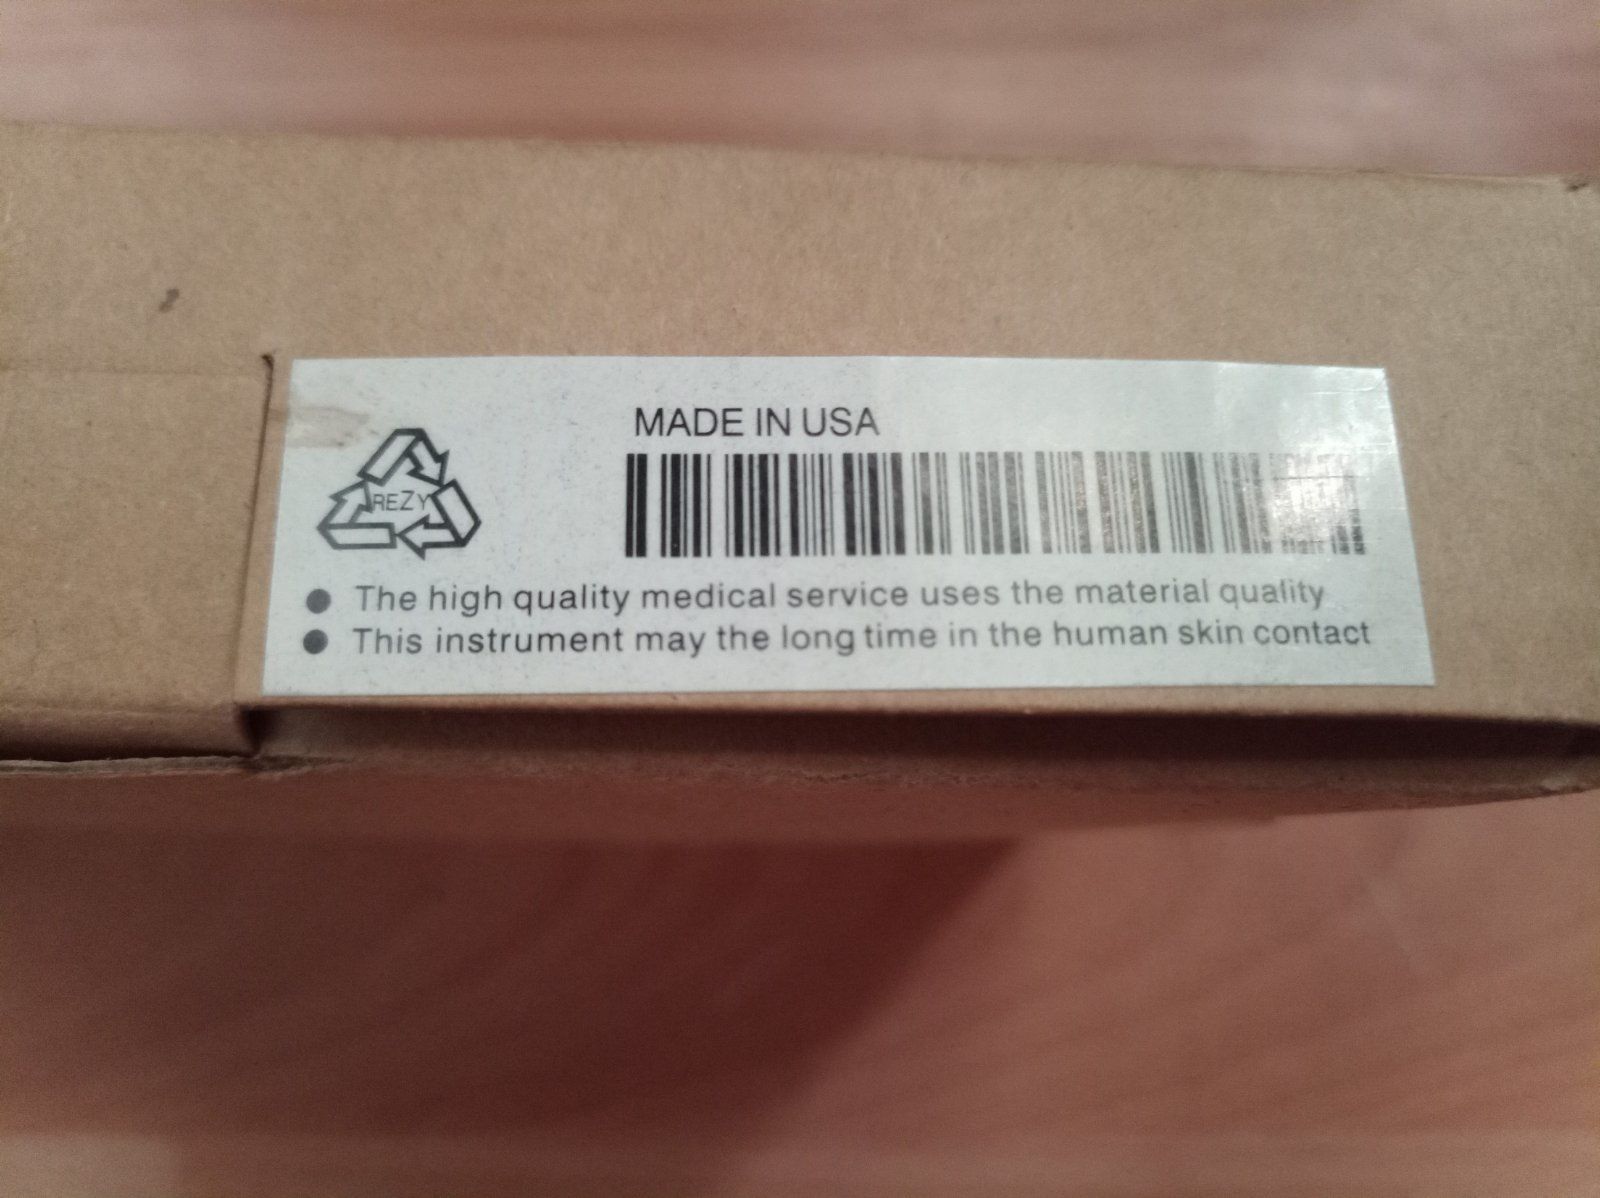 MADE IN USA
REZY
The high quality medical service uses the material quality
This instrument may the long time in the human skin contact